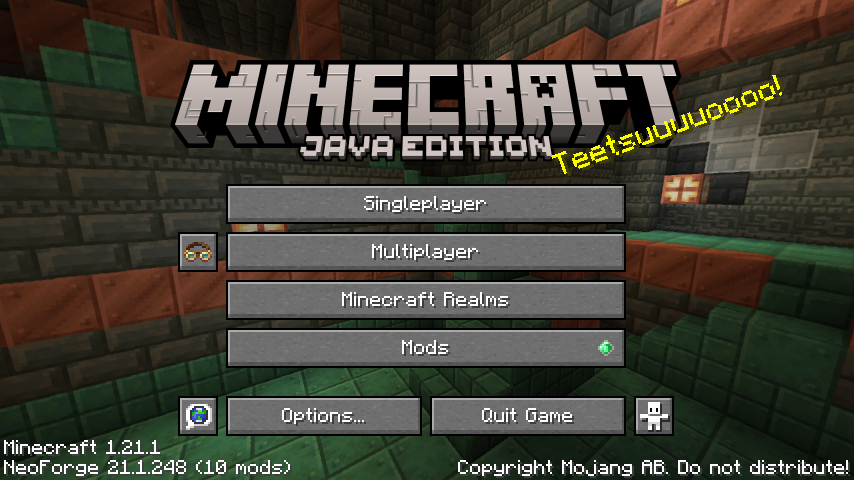 MINECRAFT
JAVA EDITION
Teetsuuuuoooo!
Singleplayer
Multiplayer
Minecraft Realms
Mods
Options...
Quit Game
Minecraft 1.21.1
NeoForge 21.1.248 (10 mods)
Copyright Mojang AB. Do not distribute!